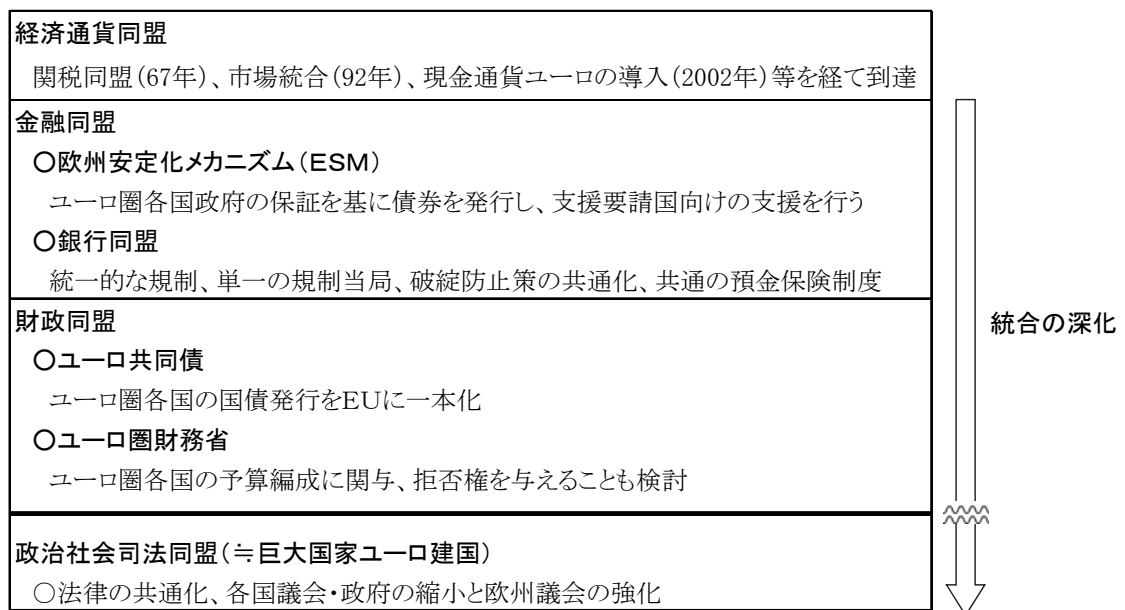 経済通貨同盟
関税同盟(67年)、市場統合(92年)、現金通貨ユーロの導入(2002年)等を経て到達
金融同盟
○欧州安定化メカニズム(ESM)
ユーロ圏各国政府の保証を基に債券を発行し、支援要請国向けの支援を行う
○銀行同盟
統一的な規制、単一の規制当局、破綻防止策の共通化、共通の預金保険制度
財政同盟
○ユーロ共同債
ユーロ圏各国の国債発行をEUに一本化
○ユーロ圏財務省
ユーロ圏各国の予算編成に関与、拒否権を与えることも検討
統合の深化
政治社会司法同盟(≒巨大国家ユーロ建国)
○法律の共通化、各国議会・政府の縮小と欧州議会の強化